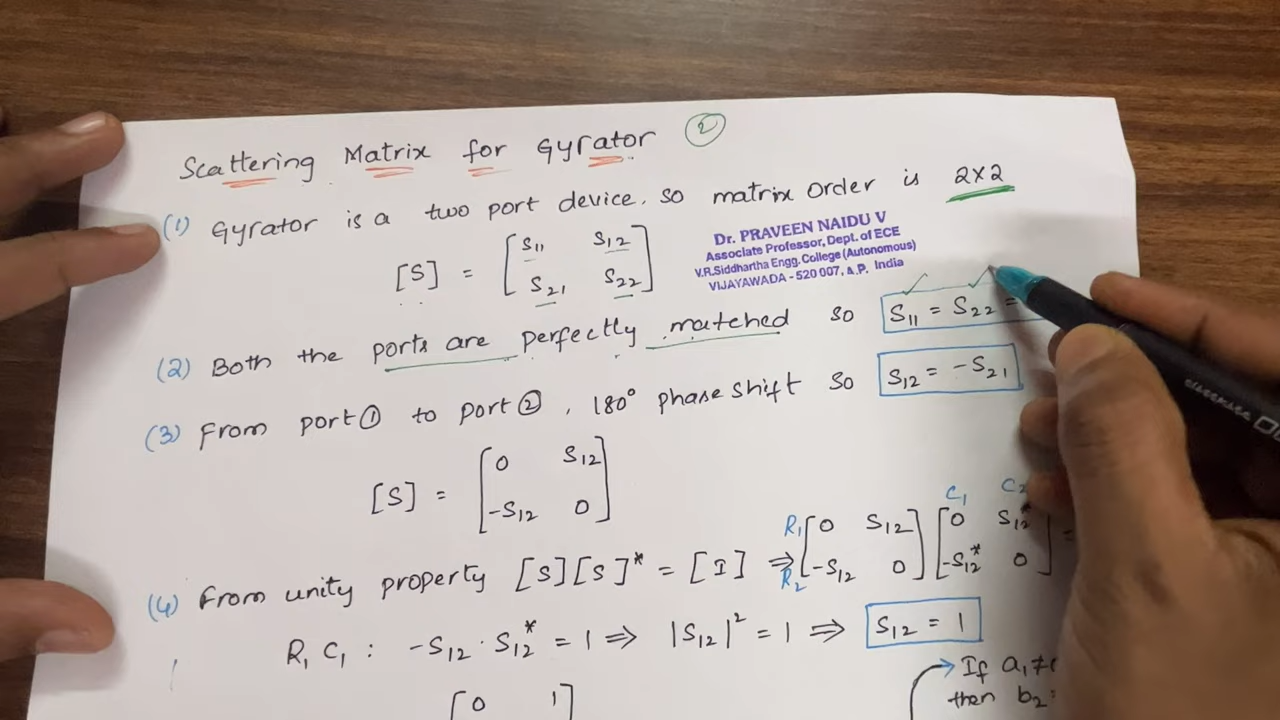 Scattering Matrix for Gyrator ②
(1) Gyrator is a two port device. so matrix order is 2×2
[S] = [S11 S12
S21 S22]
Dr. PRAVEEN NAIDU V
Associate Professor, Dept. of ECE
V.R.Siddhartha Engg. College (Autonomous)
VIJAYAWADA - 520 007, A.P. India
(2) Both the ports are perfectly matched so S11 = S22 =
(3) From port ① to port ②, 180° phase shift so S12 = -S21
[S] = [0 S12
-S12 0]
C1 C2
(4) From unity property [S][S]* = [I] ⇒ R1 R2 [0 S12
-S12 0] [0 S12*
-S12* 0] =
R1 C1 : -S12 · S12* = 1 ⇒ |S12|² = 1 ⇒ S12 = 1
If a1 ≠
then b2 =
[0 1]